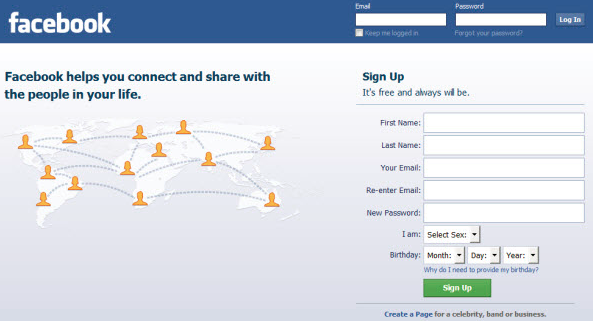 facebook
Email Password
Log In
Keep me logged in Forgot your password?
Facebook helps you connect and share with
the people in your life.
Sign Up
It's free and always will be.
First Name:
Last Name:
Your Email:
Re-enter Email:
New Password:
I am: Select Sex:
Birthday: Month: Day: Year:
Why do I need to provide my birthday?
Sign Up
Create a Page for a celebrity, band or business.